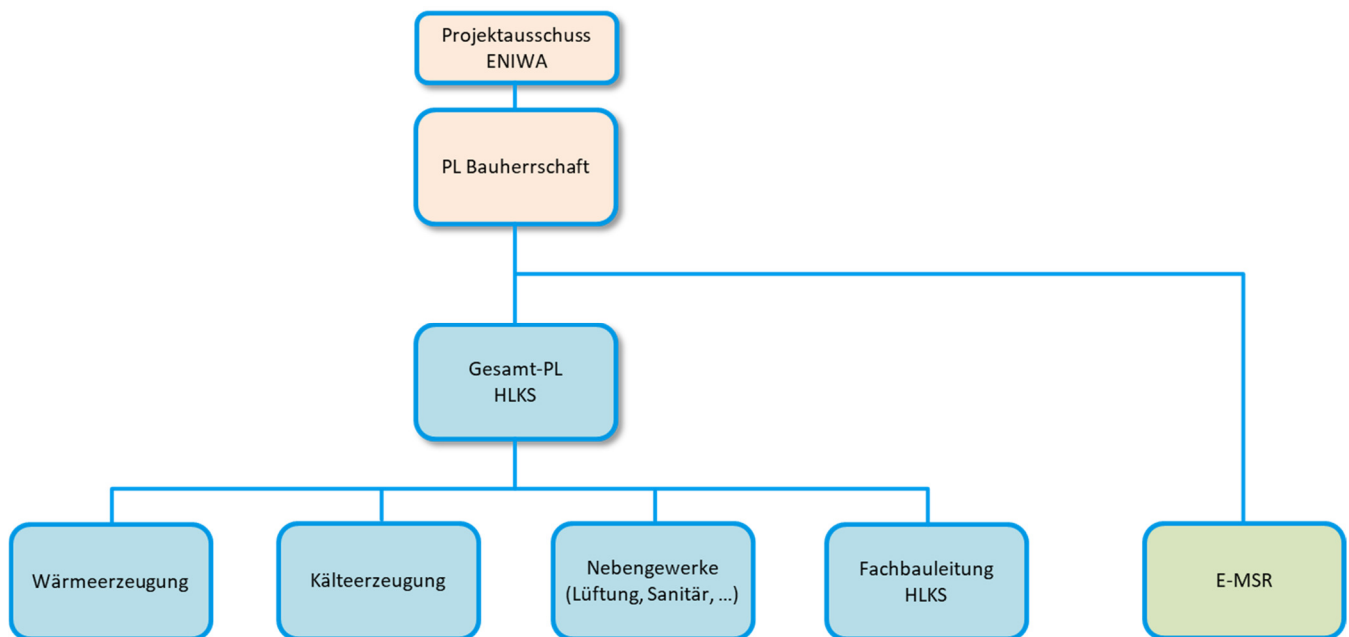 Projektausschuss
ENIWA
PL Bauherrschaft
Gesamt-PL
HLKS
Wärmeerzeugung
Kälteerzeugung
Nebengewerke
(Lüftung, Sanitär, ...)
Fachbauleitung
HLKS
E-MSR